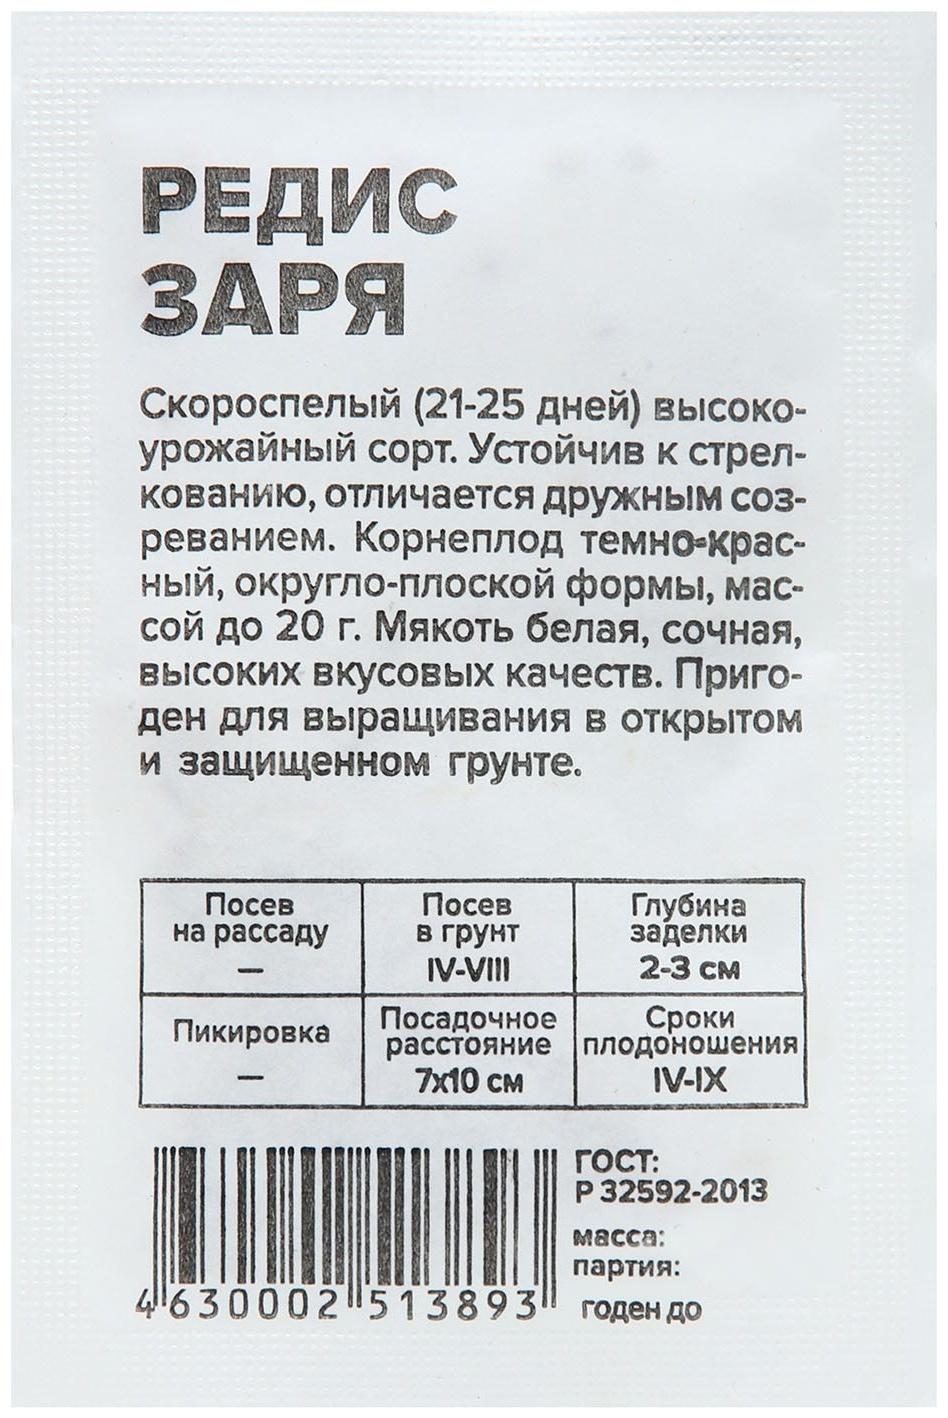 РЕДИС
ЗАРЯ
Скороспелый (21-25 дней) высоко-
урожайный сорт. Устойчив к стрел-
кованию, отличается дружным соз-
реванием. Корнеплод темно-крас-
ный, округло-плоской формы, мас-
сой до 20 г. Мякоть белая, сочная,
высоких вкусовых качеств. Приго-
ден для выращивания в открытом
и защищенном грунте.
Посев
на рассаду
—
Посев
в грунт
IV-VIII
Глубина
заделки
2-3 см
Пикировка
—
Посадочное
расстояние
7х10 см
Сроки
плодоношения
IV-IX
4 630002 513893
ГОСТ:
Р 32592-2013
масса:
партия:
годен до